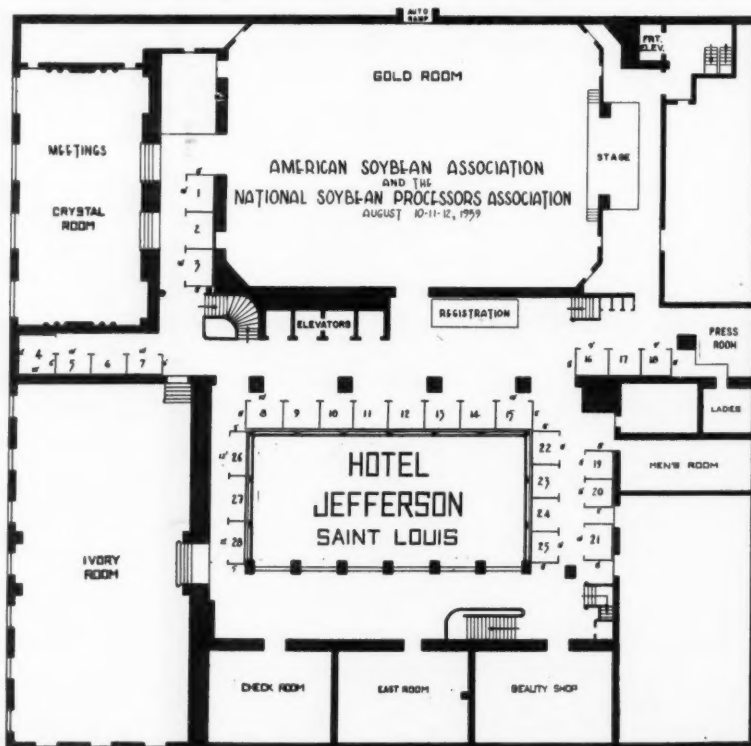 AUTO RAMP
FRT. ELEV.
GOLD ROOM
MEETINGS
CRYSTAL ROOM
STAGE
AMERICAN SOYBEAN ASSOCIATION
AND THE
NATIONAL SOYBEAN PROCESSORS ASSOCIATION
AUGUST 10-11-12, 1959
1
2
3
ELEVATORS
REGISTRATION
PRESS ROOM
4 5 6 7
16 17 18
LADIES
8 9 10 11 12 13 14 15
26
27
28
HOTEL
JEFFERSON
SAINT LOUIS
22
23
24
25
19
20
21
MEN'S ROOM
IVORY ROOM
CHECK ROOM
EAST ROOM
BEAUTY SHOP